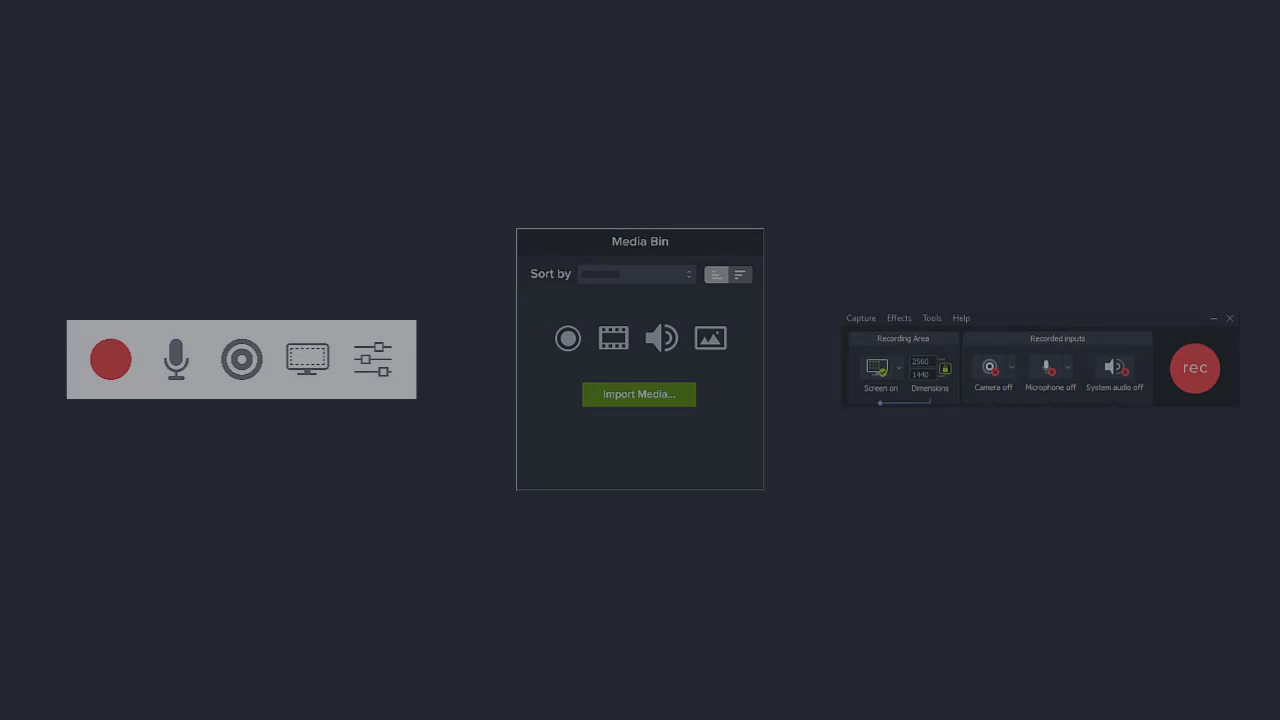 Media Bin
Sort by
Import Media...
Capture Effects Tools Help
Recording Area
Recorded inputs
2560
1440
rec
Screen on
Dimensions
Camera off
Microphone off
System audio off